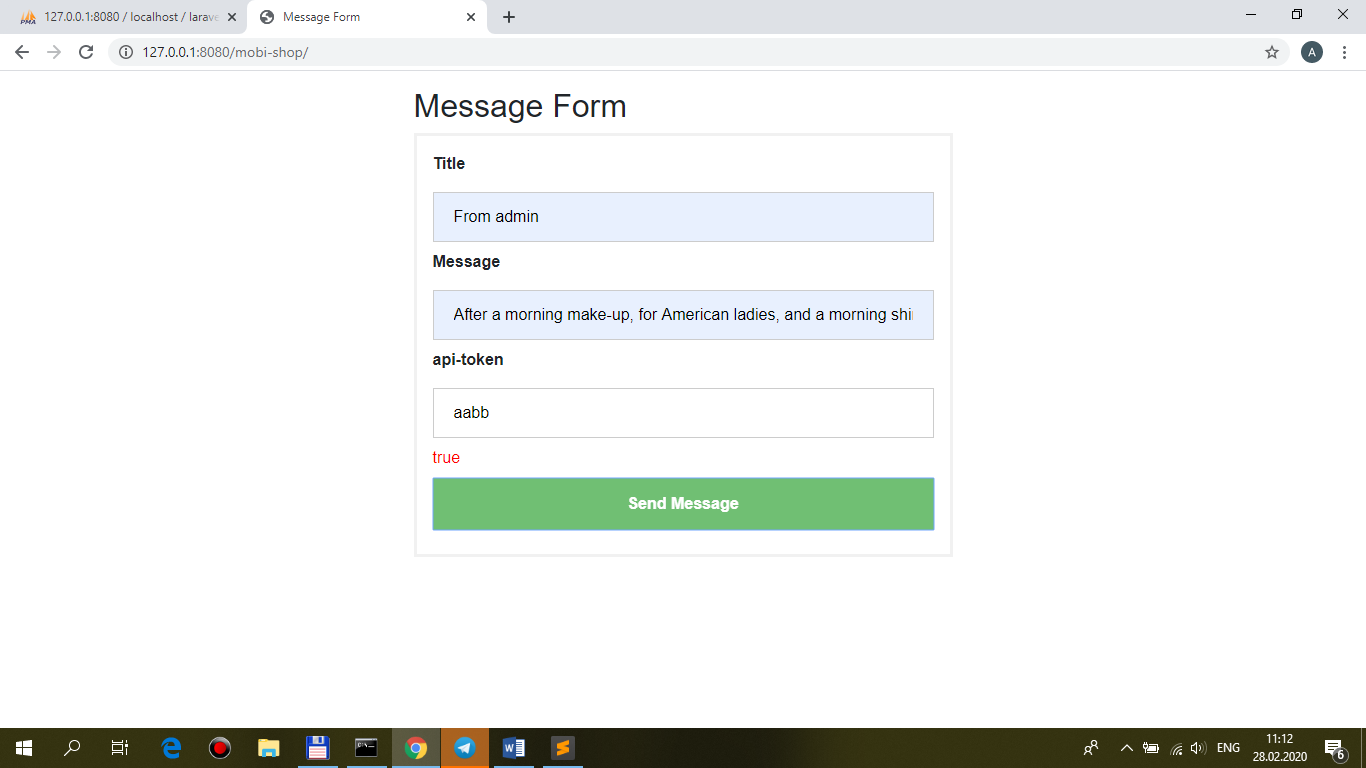 127.0.0.1:8080 / localhost / larave
Message Form
127.0.0.1:8080/mobi-shop/
A
Message Form
Title
From admin
Message
After a morning make-up, for American ladies, and a morning shi
api-token
aabb
true
Send Message
ENG
11:12
28.02.2020
6